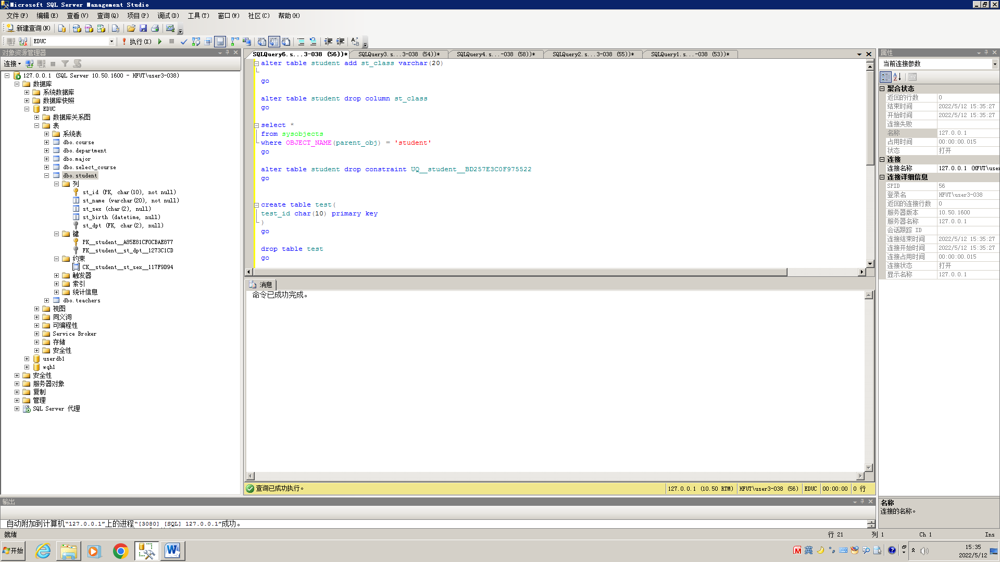 Microsoft SQL Server Management Studio
文件(F) 编辑(E) 查看(V) 查询(Q) 项目(P) 调试(D) 工具(T) 窗口(W) 社区(C) 帮助(H)
新建查询(N)
EDUC 执行(X)
对象资源管理器
连接
127.0.0.1 (SQL Server 10.50.1600 - HFUT\user3-038)
数据库
系统数据库
数据库快照
EDUC
数据库关系图
表
系统表
dbo.course
dbo.department
dbo.major
dbo.select_course
dbo.student
列
st_id (PK, char(10), not null)
st_name (varchar(20), not null)
st_sex (char(2), null)
st_birth (datetime, null)
st_dpt (FK, char(2), null)
键
PK__student__A85E81CF0CBAE877
FK__student__st_dpt__1273C1CD
约束
CK__student__st_sex__117F9D94
触发器
索引
统计信息
dbo.teachers
视图
同义词
可编程性
Service Broker
存储
安全性
userdb1
wqh1
安全性
服务器对象
复制
管理
SQL Server 代理
SQLQuery6.s...3-038 (56))* SQLQuery3.s...3-038 (54))* SQLQuery4.s...-038 (58))* SQLQuery2.s...3-038 (55))* SQLQuery1.s...-038 (53))*
alter table student add st_class varchar(20)
go
alter table student drop column st_class
go
select *
from sysobjects
where OBJECT_NAME(parent_obj) = 'student'
go
alter table student drop constraint UQ__student__BD257E3C0F975522
go
create table test(
test_id char(10) primary key
)
go
drop table test
go
消息
命令已成功完成。
查询已成功执行。 127.0.0.1 (10.50 RTM) HFUT\user3-038 (56) EDUC 00:00:00 0 行
属性
当前连接参数
聚合状态
返回的行数 0
结束时间 2022/5/12 15:35:27
开始时间 2022/5/12 15:35:27
连接失败
名称 127.0.0.1
占用时间 00:00:00.015
状态 打开
连接
连接名称 127.0.0.1 (HFUT\use
连接详细信息
SPID 56
登录名 HFUT\user3-038
返回的连接行数 0
服务器版本 10.50.1600
服务器名称 127.0.0.1
会话跟踪 ID
连接结束时间 2022/5/12 15:35:27
连接开始时间 2022/5/12 15:35:27
连接占用时间 00:00:00.015
连接状态 打开
显示名称 127.0.0.1
名称
连接的名称。
输出
自动附加到计算机“127.0.0.1”上的进程“[3080] [SQL] 127.0.0.1”成功。
就绪 行 21 列 1 Ch 1 Ins
开始 英 15:35
2022/5/12